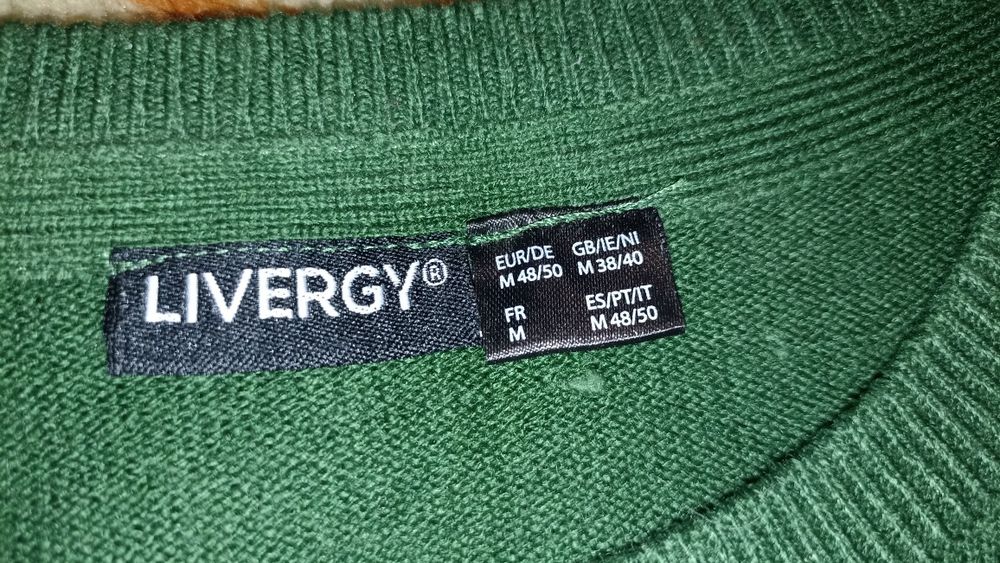 LIVERGY®
EUR/DE GB/IE/NI
M 48/50 M 38/40
FR ES/PT/IT
M M 48/50